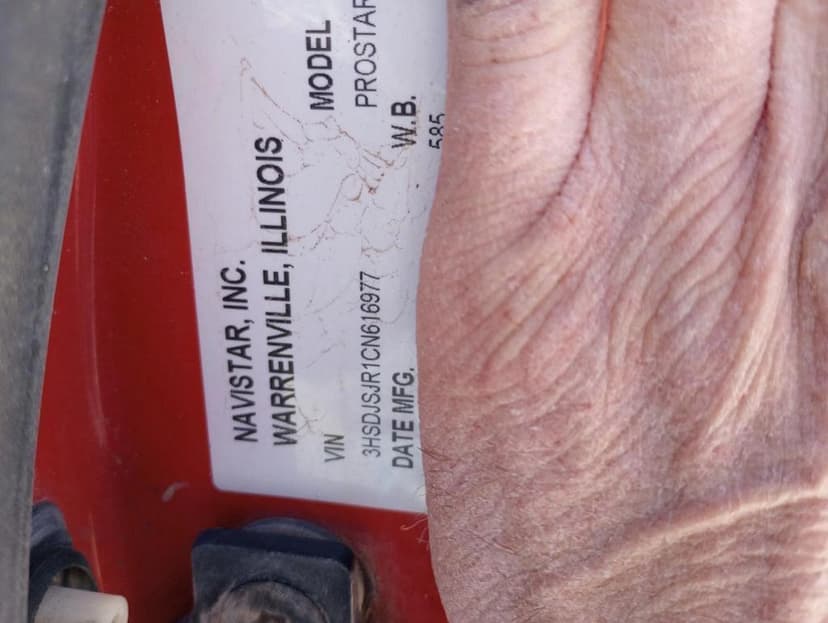 NAVISTAR, INC.
WARRENVILLE, ILLINOIS
MODEL
VIN
PROSTAR
3HSDJSJR1CN616977
W.B.
DATE MFG.
585